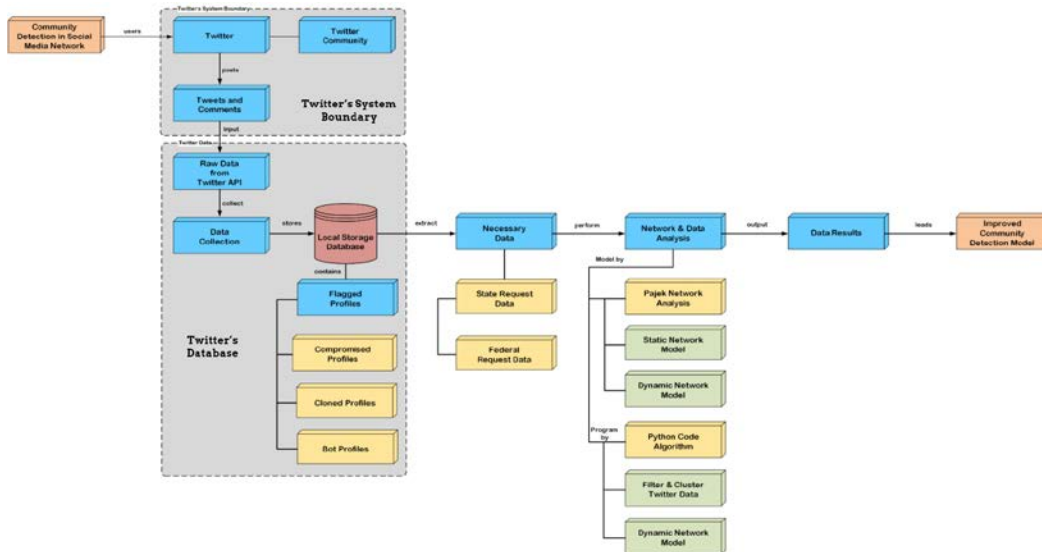 Twitter's System Boundary
Community
Detection in Social
Media Network
users
Twitter
Twitter
Community
posts
Tweets and
Comments
Twitter's System
Boundary
input
Twitter Data
Raw Data
from
Twitter API
collect
Data
Collection
stores
Local Storage
Database
extract
Necessary
Data
perform
Network & Data
Analysis
output
Data Results
leads
Improved
Community
Detection Model
contains
Model by
Flagged
Profiles
State Request
Data
Pajek Network
Analysis
Twitter's
Database
Compromised
Profiles
Federal
Request Data
Static Network
Model
Cloned Profiles
Dynamic Network
Model
Bot Profiles
Program
by
Python Code
Algorithm
Filter & Cluster
Twitter Data
Dynamic Network
Model